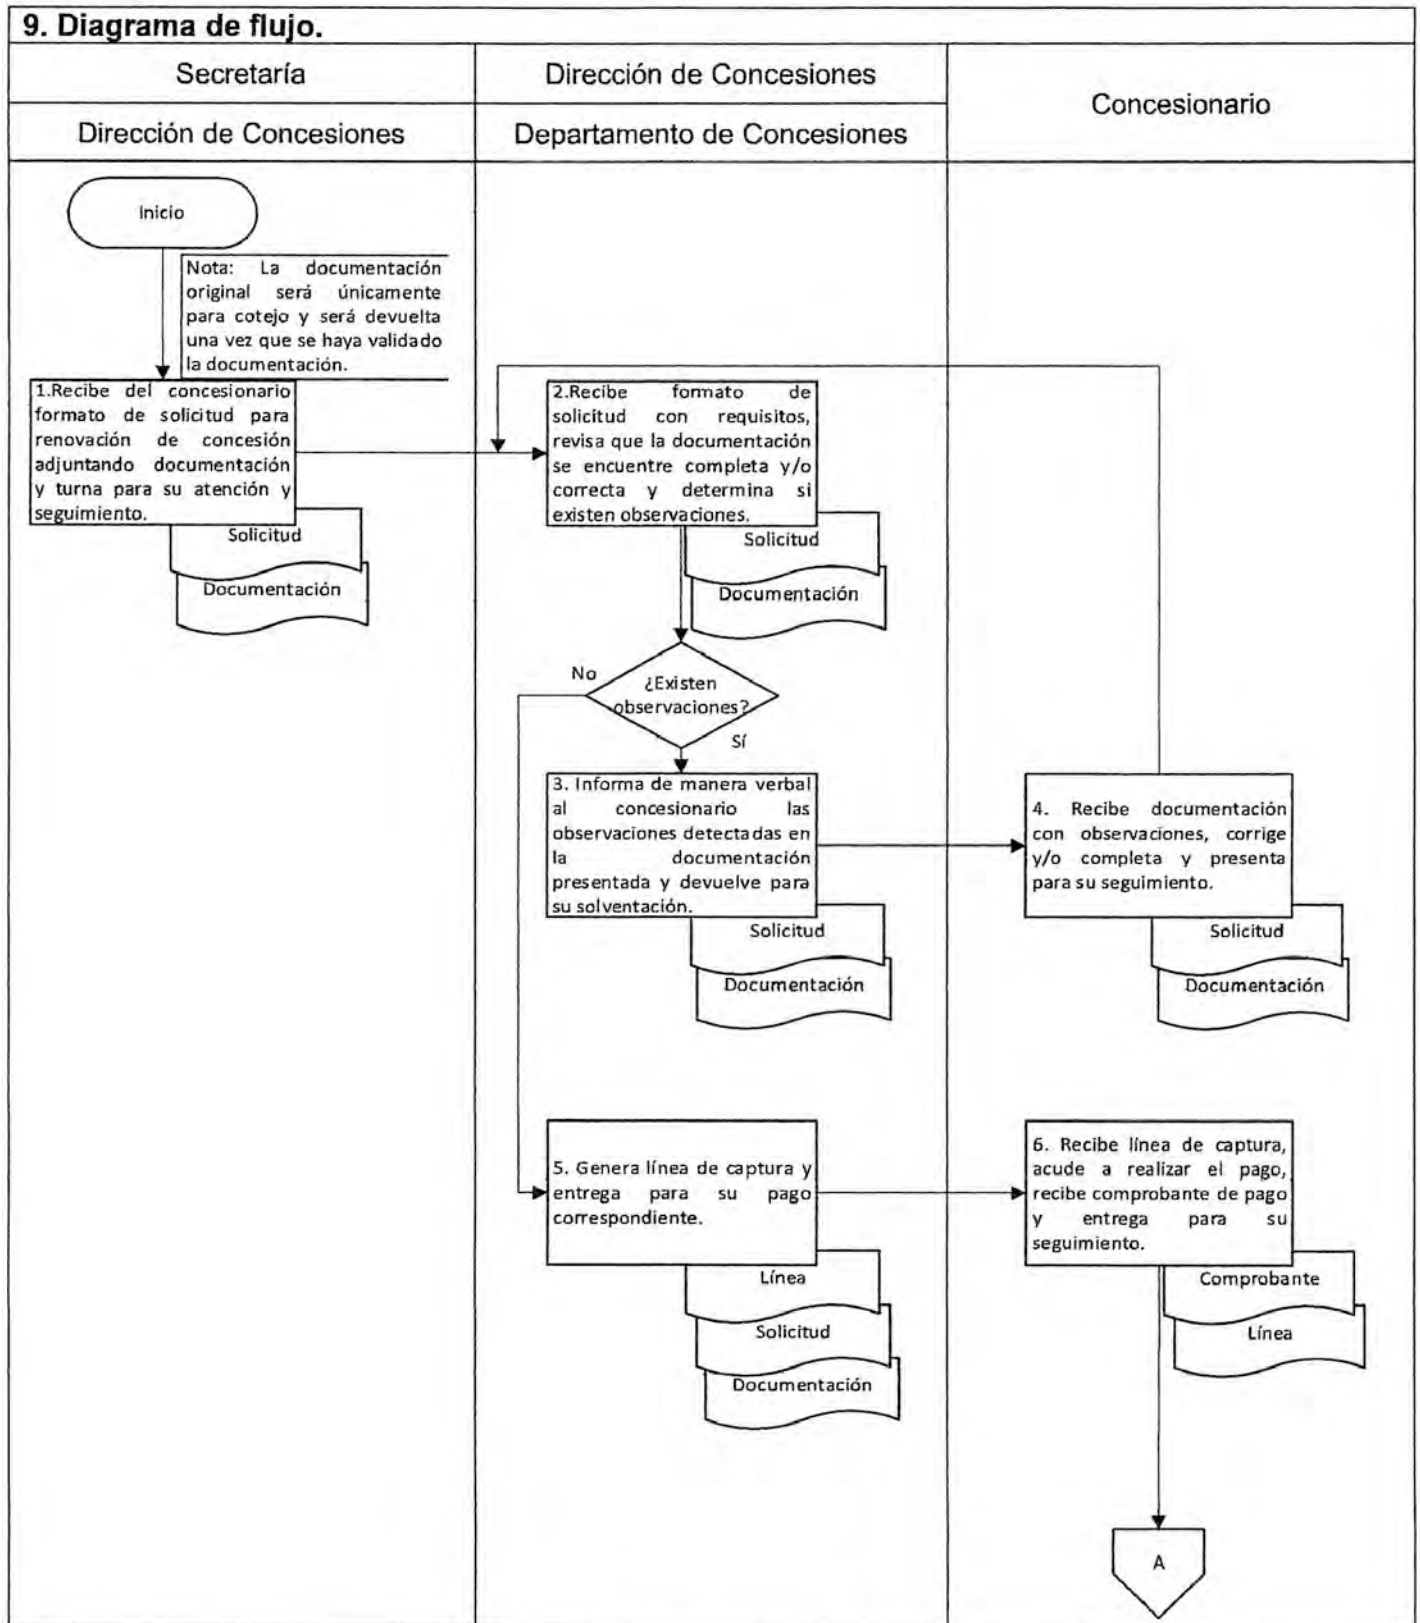 9. Diagrama de flujo.
Secretaría
Dirección de Concesiones
Concesionario
Dirección de Concesiones
Departamento de Concesiones
Inicio
Nota: La documentación
original será únicamente
para cotejo y será devuelta
una vez que se haya validado
la documentación.
1.Recibe del concesionario
formato de solicitud para
renovación de concesión
adjuntando documentación
y turna para su atención y
seguimiento.
Solicitud
Documentación
2.Recibe formato de
solicitud con requisitos,
revisa que la documentación
se encuentre completa y/o
correcta y determina si
existen observaciones.
Solicitud
Documentación
No
¿Existen
observaciones?
Sí
3. Informa de manera verbal
al concesionario las
observaciones detectadas en
la documentación
presentada y devuelve para
su solventación.
Solicitud
Documentación
4. Recibe documentación
con observaciones, corrige
y/o completa y presenta
para su seguimiento.
Solicitud
Documentación
5. Genera línea de captura y
entrega para su pago
correspondiente.
Línea
Solicitud
Documentación
6. Recibe línea de captura,
acude a realizar el pago,
recibe comprobante de pago
y entrega para su
seguimiento.
Comprobante
Línea
A